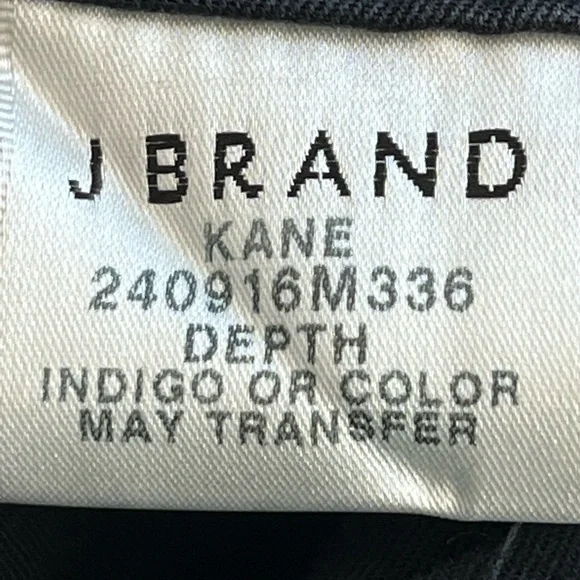 J BRAND
KANE
240916M336
DEPTH
INDIGO OR COLOR
MAY TRANSFER